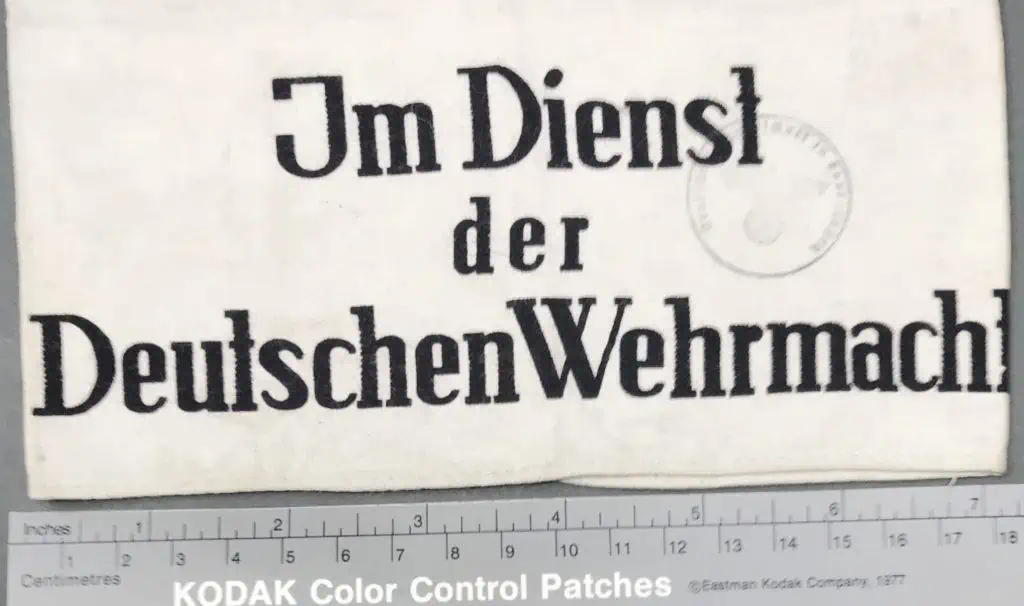 Im Dienst
der
Deutschen Wehrmacht
Inches 1 2 3 4 5 6 7
1 2 3 4 5 6 7 8 9 10 11 12 13 14 15 16 17 18
Centimetres
KODAK Color Control Patches ©Eastman Kodak Company, 1977